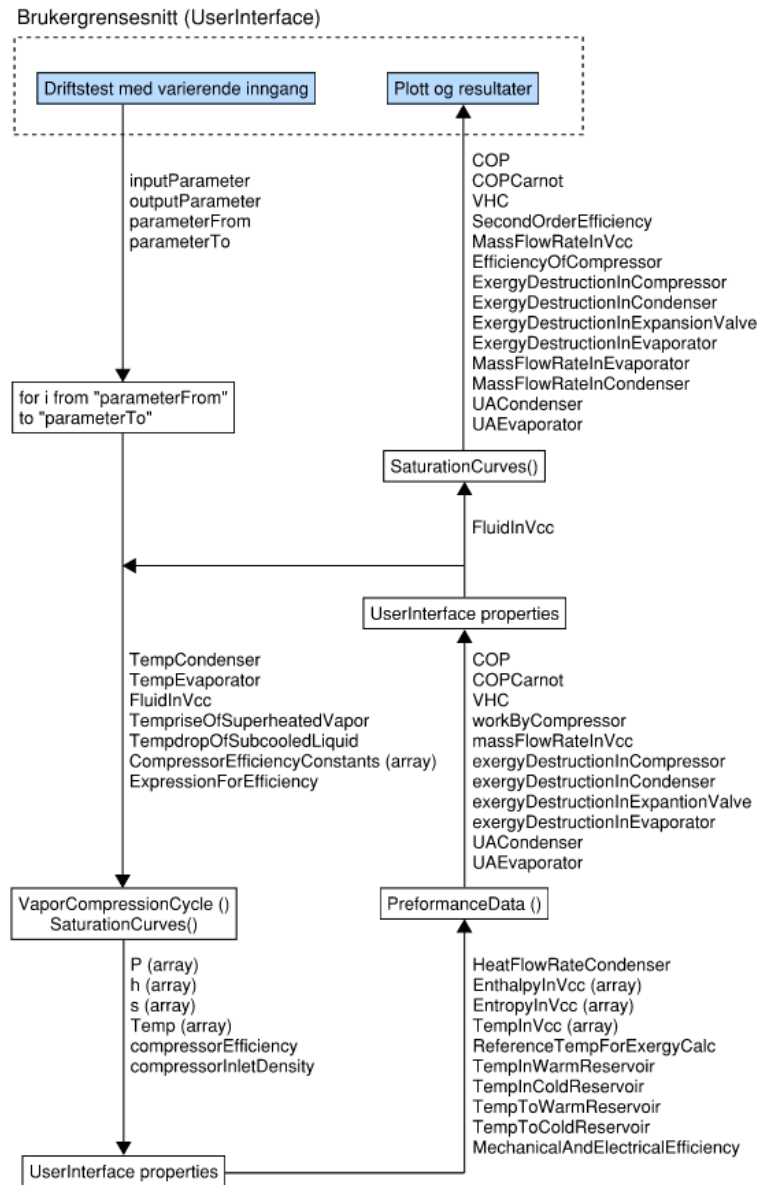 Brukergrensesnitt (UserInterface)
Driftstest med varierende inngang
Plott og resultater
inputParameter
outputParameter
parameterFrom
parameterTo
COP
COPCarnot
VHC
SecondOrderEfficiency
MassFlowRateInVcc
EfficiencyOfCompressor
ExergyDestructionInCompressor
ExergyDestructionInCondenser
ExergyDestructionInExpansionValve
ExergyDestructionInEvaporator
MassFlowRateInEvaporator
MassFlowRateInCondenser
UACondenser
UAEvaporator
for i from "parameterFrom"
to "parameterTo"
SaturationCurves()
FluidInVcc
UserInterface properties
TempCondenser
TempEvaporator
FluidInVcc
TempriseOfSuperheatedVapor
TempdropOfSubcooledLiquid
CompressorEfficiencyConstants (array)
ExpressionForEfficiency
COP
COPCarnot
VHC
workByCompressor
massFlowRateInVcc
exergyDestructionInCompressor
exergyDestructionInCondenser
exergyDestructionInExpantionValve
exergyDestructionInEvaporator
UACondenser
UAEvaporator
VaporCompressionCycle ()
SaturationCurves()
PreformanceData ()
P (array)
h (array)
s (array)
Temp (array)
compressorEfficiency
compressorInletDensity
HeatFlowRateCondenser
EnthalpyInVcc (array)
EntropyInVcc (array)
TempInVcc (array)
ReferenceTempForExergyCalc
TempInWarmReservoir
TempInColdReservoir
TempToWarmReservoir
TempToColdReservoir
MechanicalAndElectricalEfficiency
UserInterface properties